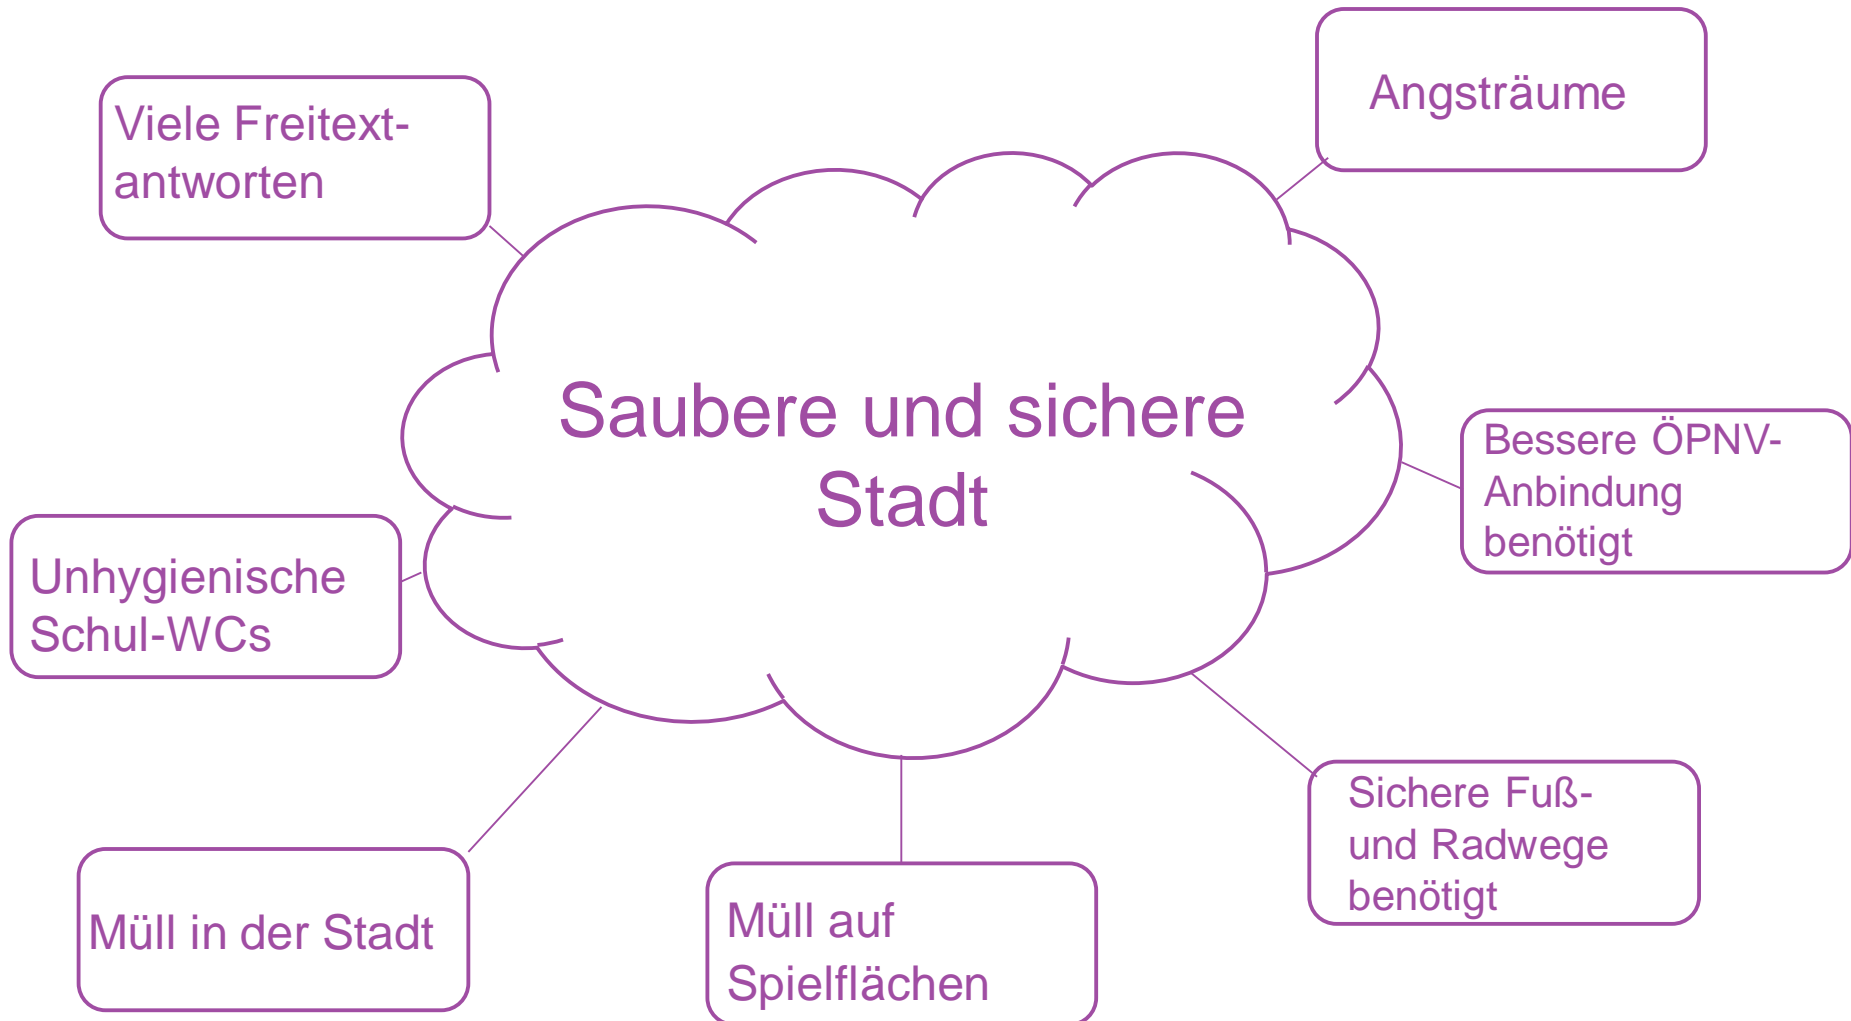 Viele Freitext-
antworten
Angsträume
Saubere und sichere
Stadt
Bessere ÖPNV-
Anbindung
benötigt
Unhygienische
Schul-WCs
Sichere Fuß-
und Radwege
benötigt
Müll in der Stadt
Müll auf
Spielflächen